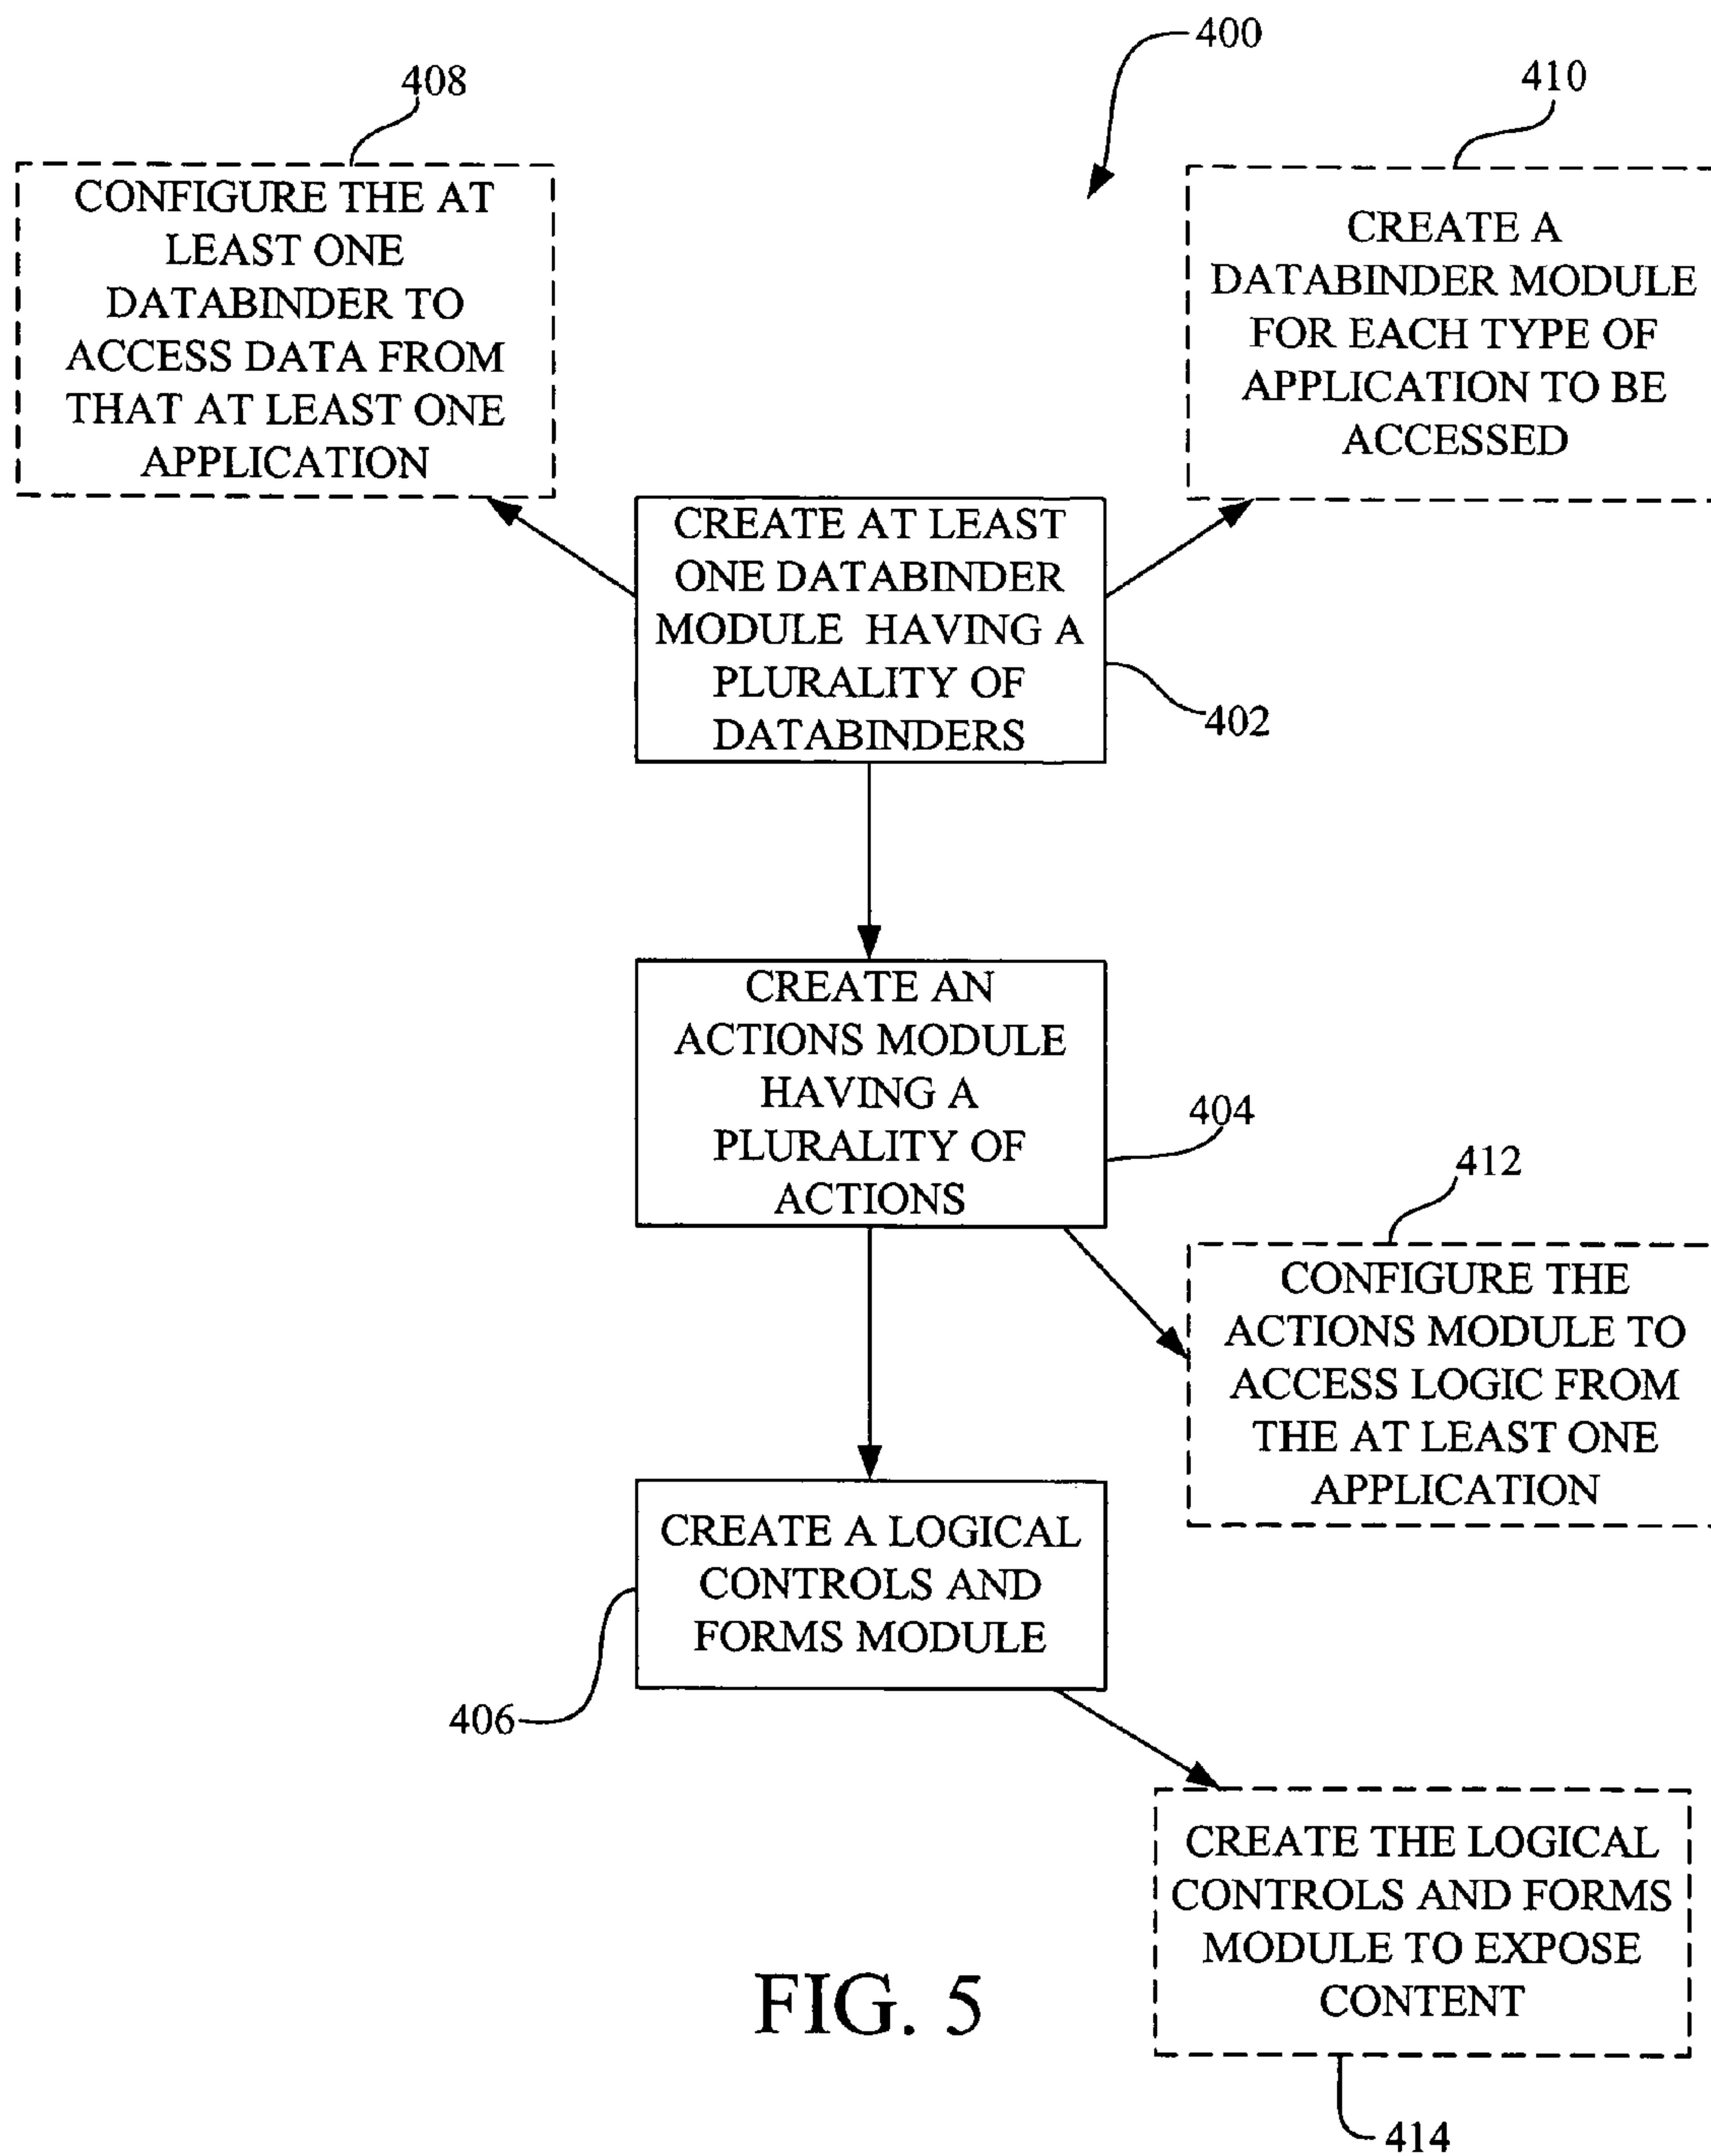 400
408
410
CONFIGURE THE AT
LEAST ONE
DATABINDER TO
ACCESS DATA FROM
THAT AT LEAST ONE
APPLICATION
CREATE A
DATABINDER MODULE
FOR EACH TYPE OF
APPLICATION TO BE
ACCESSED
CREATE AT LEAST
ONE DATABINDER
MODULE HAVING A
PLURALITY OF
DATABINDERS
402
CREATE AN
ACTIONS MODULE
HAVING A
PLURALITY OF
ACTIONS
404
412
CONFIGURE THE
ACTIONS MODULE TO
ACCESS LOGIC FROM
THE AT LEAST ONE
APPLICATION
CREATE A LOGICAL
CONTROLS AND
FORMS MODULE
406
CREATE THE LOGICAL
CONTROLS AND FORMS
MODULE TO EXPOSE
CONTENT
414
FIG. 5